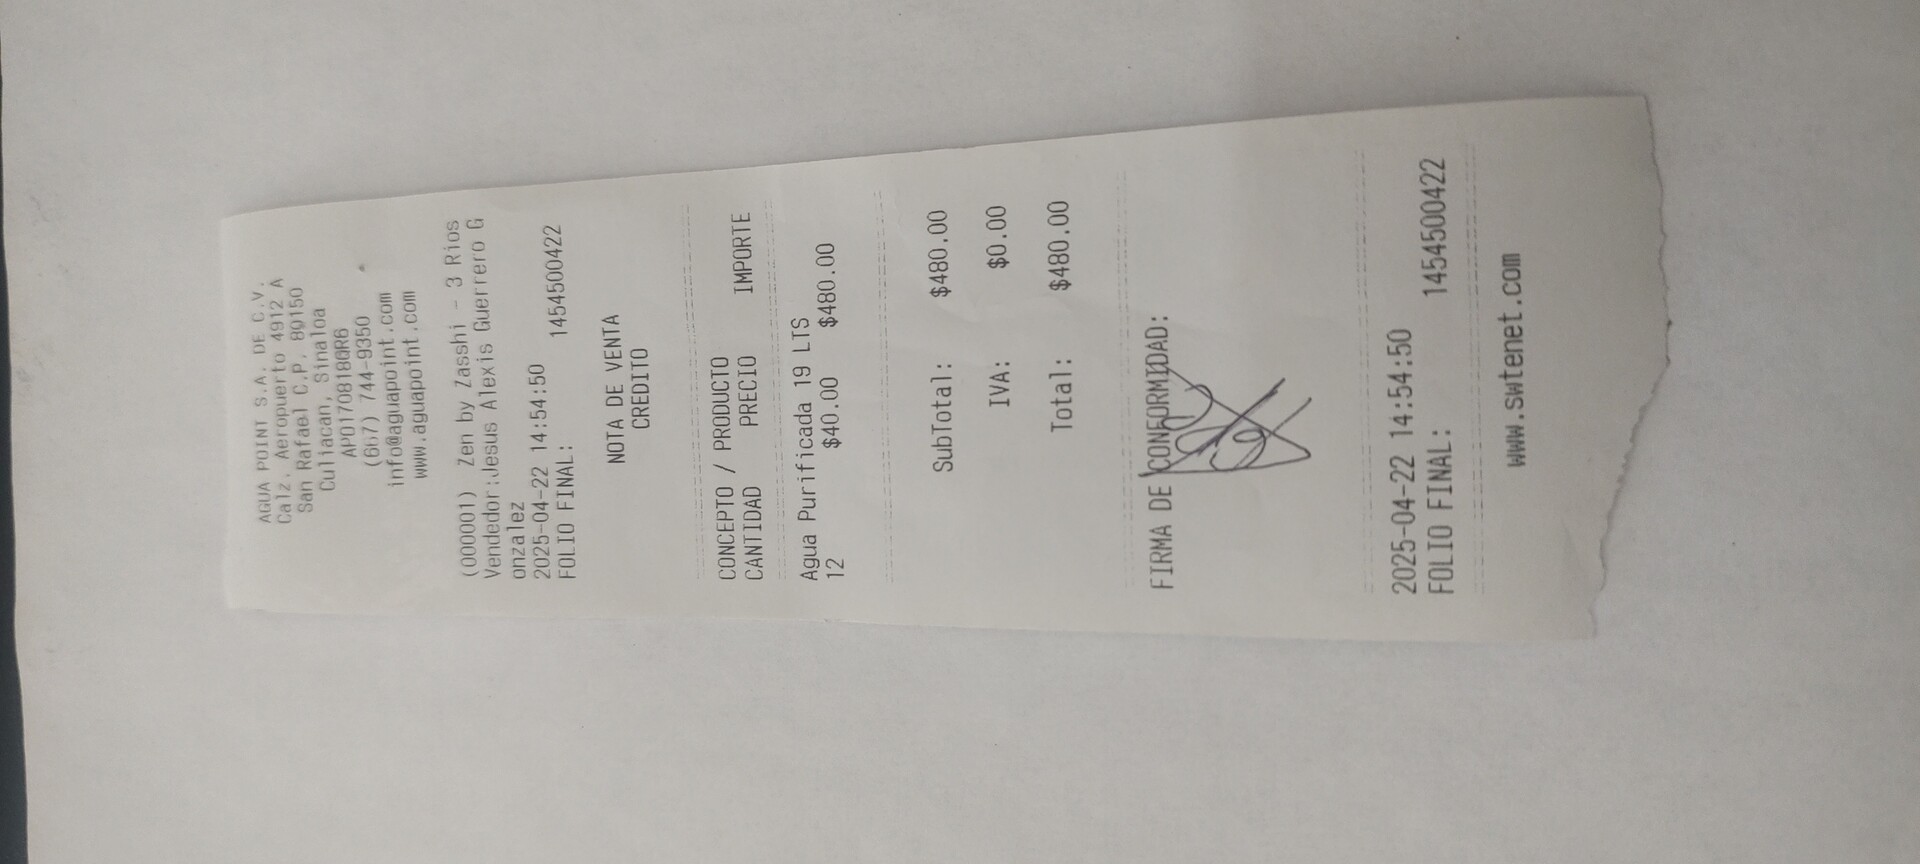 AGUA POINT S.A. DE C.V.
Calz. Aeropuerto 4912 A
San Rafael C.P. 80150
Culiacan, Sinaloa
APO170818QR6
(667) 744-9350
info@aguapoint.com
www.aguapoint.com
(000001) Zen by Zasshi - 3 Rios
Vendedor:Jesus Alexis Guerrero G
onzalez
2025-04-22 14:54:50
FOLIO FINAL: 1454500422
NOTA DE VENTA
CREDITO
CONCEPTO / PRODUCTO
CANTIDAD PRECIO IMPORTE
Agua Purificada 19 LTS
12 $40.00 $480.00
SubTotal: $480.00
IVA: $0.00
Total: $480.00
FIRMA DE CONFORMIDAD:
2025-04-22 14:54:50
FOLIO FINAL: 1454500422
www.swtenet.com